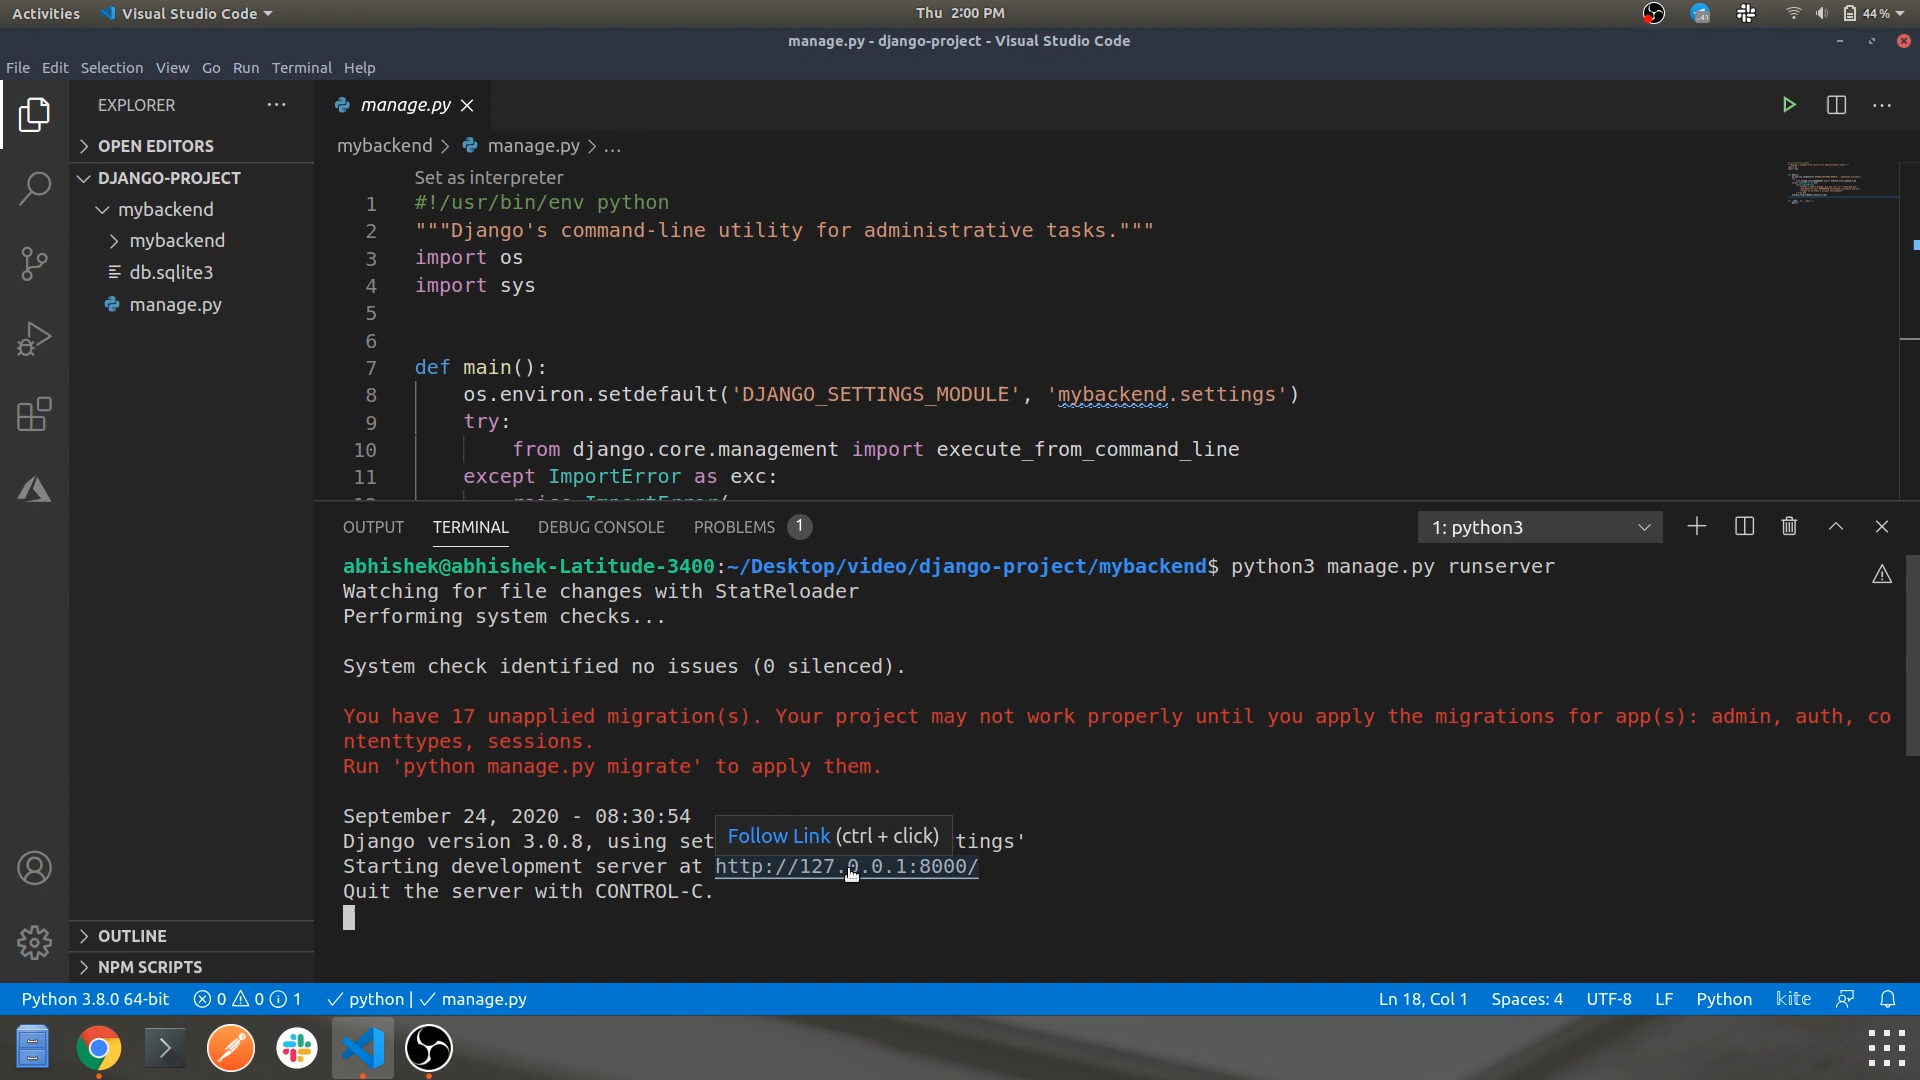 Activities Visual Studio Code Thu 2:00 PM 44 %
manage.py - django-project - Visual Studio Code
File Edit Selection View Go Run Terminal Help
EXPLORER
OPEN EDITORS
DJANGO-PROJECT
mybackend
mybackend
db.sqlite3
manage.py
OUTLINE
NPM SCRIPTS
manage.py
mybackend > manage.py > ...
Set as interpreter
1 #!/usr/bin/env python
2 """Django's command-line utility for administrative tasks."""
3 import os
4 import sys
5
6
7 def main():
8 os.environ.setdefault('DJANGO_SETTINGS_MODULE', 'mybackend.settings')
9 try:
10 from django.core.management import execute_from_command_line
11 except ImportError as exc:
OUTPUT TERMINAL DEBUG CONSOLE PROBLEMS 1 1: python3
abhishek@abhishek-Latitude-3400:~/Desktop/video/django-project/mybackend$ python3 manage.py runserver
Watching for file changes with StatReloader
Performing system checks...
System check identified no issues (0 silenced).
You have 17 unapplied migration(s). Your project may not work properly until you apply the migrations for app(s): admin, auth, co
ntenttypes, sessions.
Run 'python manage.py migrate' to apply them.
September 24, 2020 - 08:30:54
Follow Link (ctrl + click)
Django version 3.0.8, using set tings'
Starting development server at http://127.0.0.1:8000/
Quit the server with CONTROL-C.
Python 3.8.0 64-bit 0 0 1 python | manage.py Ln 18, Col 1 Spaces: 4 UTF-8 LF Python kite